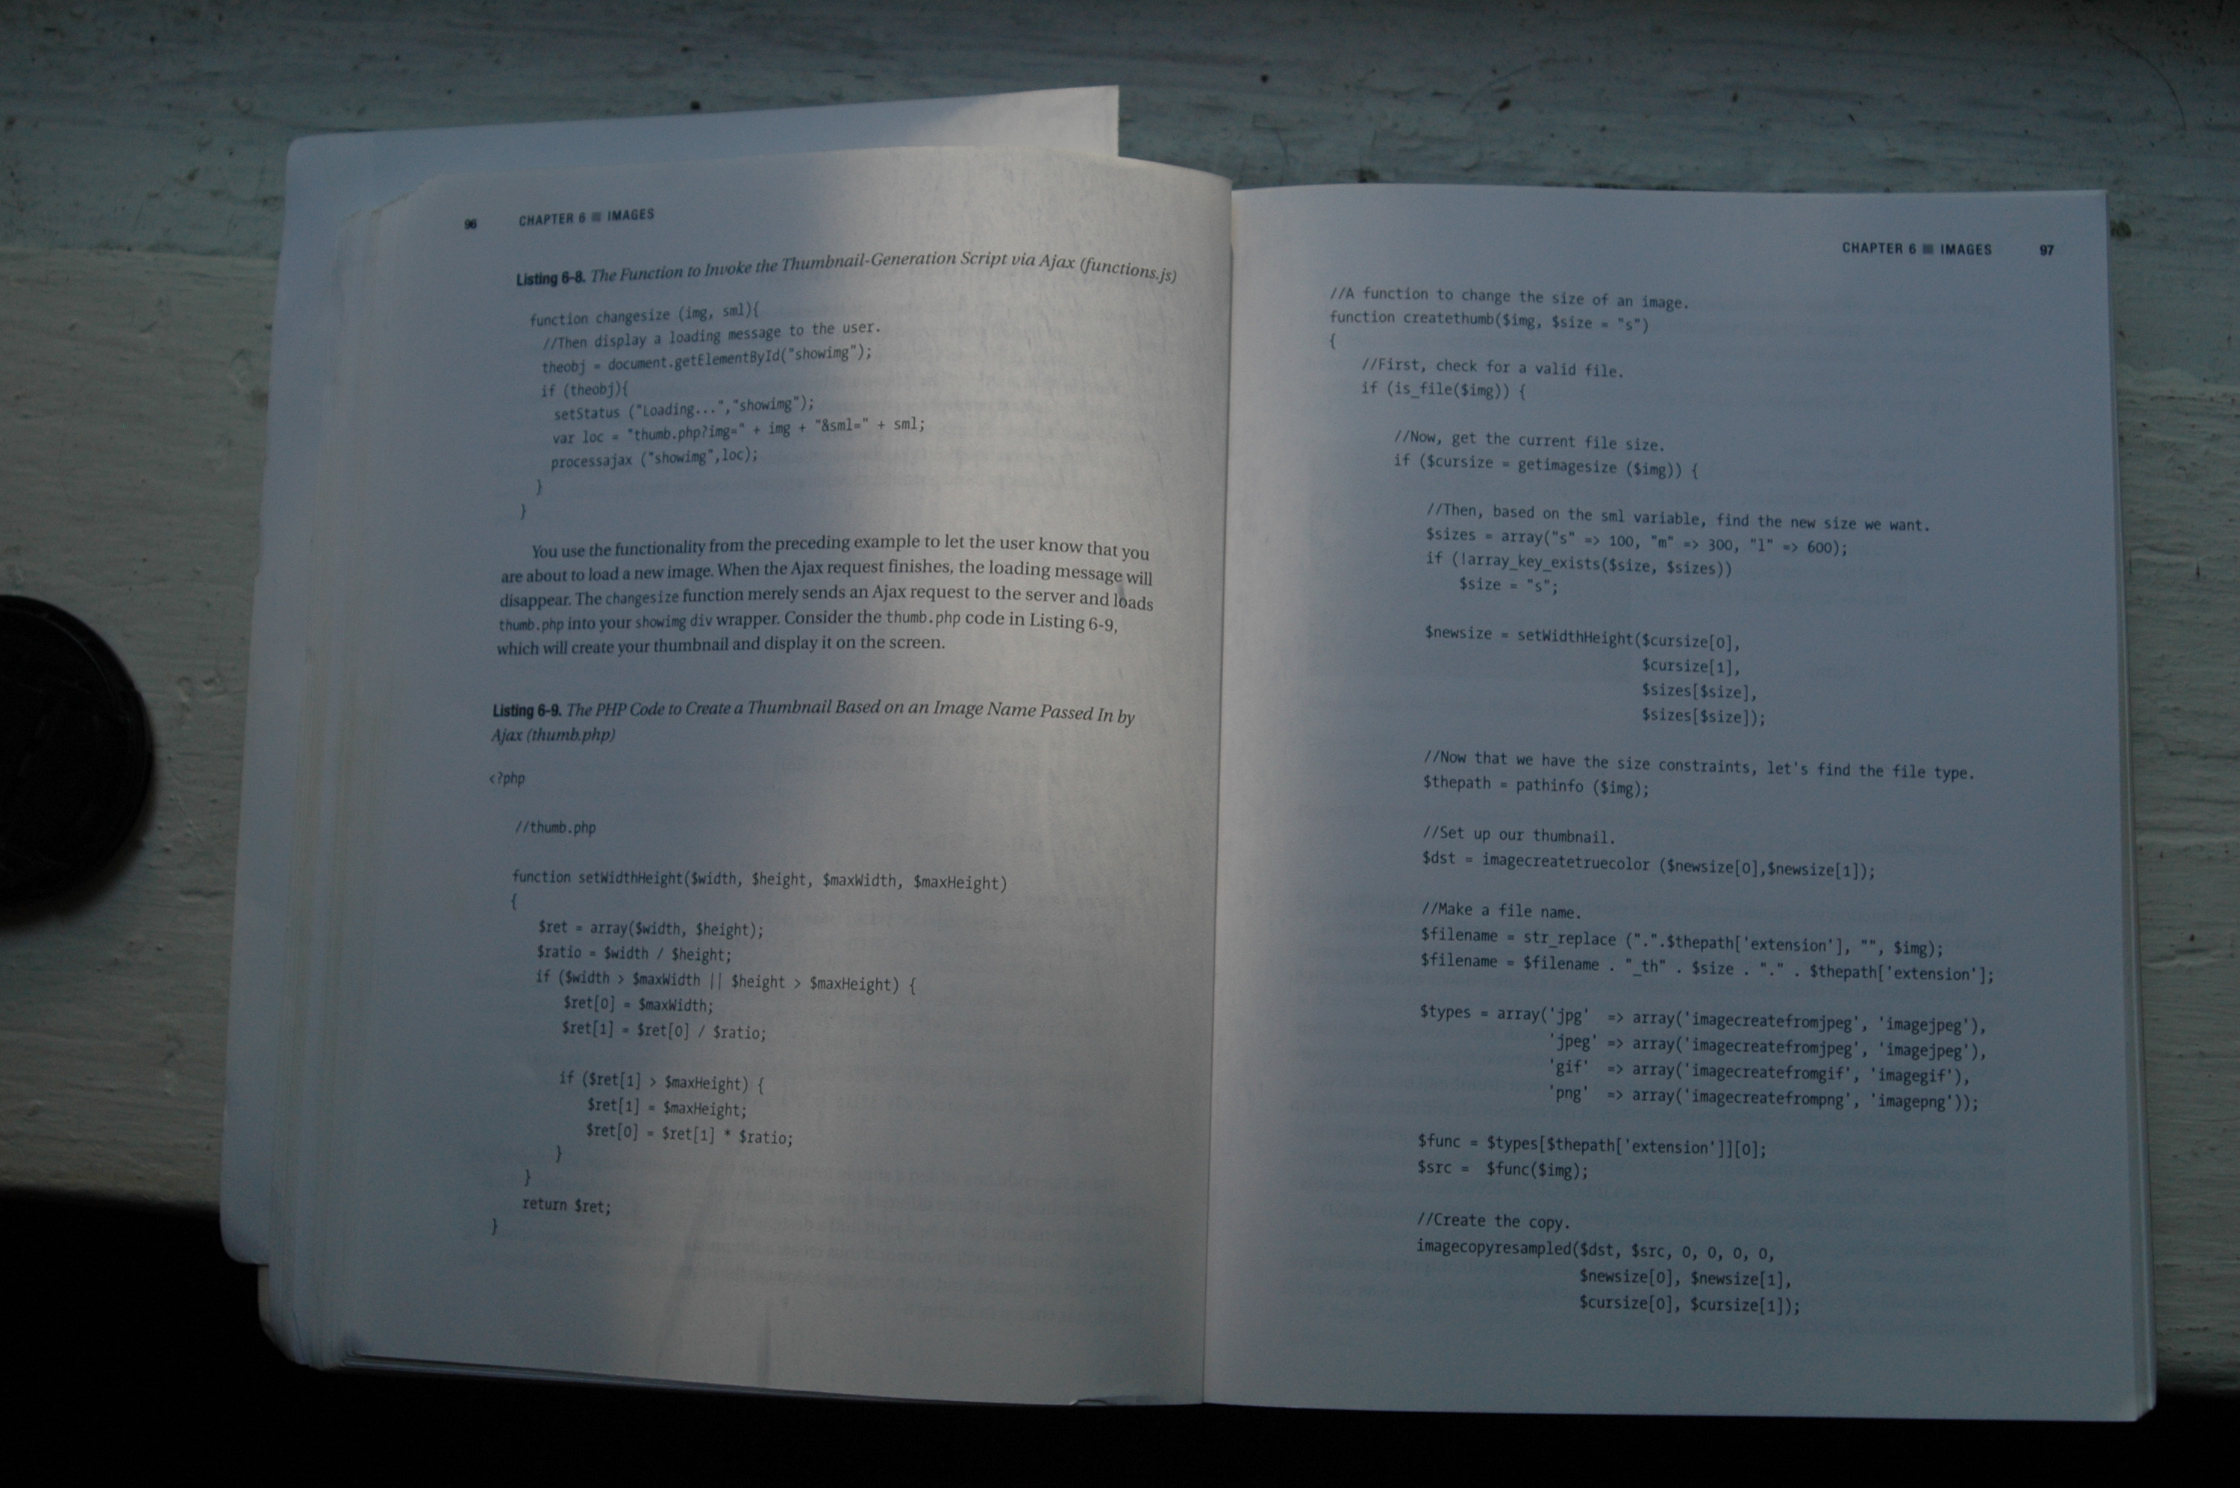 96 CHAPTER 6 ■ IMAGES
Listing 6-8. The Function to Invoke the Thumbnail-Generation Script via Ajax (functions.js)
function changesize (img, sml){
//Then display a loading message to the user.
theobj = document.getElementById("showimg");
if (theobj){
setStatus ("Loading...","showimg");
var loc = "thumb.php?img=" + img + "&sml=" + sml;
processajax ("showimg",loc);
}
}
You use the functionality from the preceding example to let the user know that you
are about to load a new image. When the Ajax request finishes, the loading message will
disappear. The changesize function merely sends an Ajax request to the server and loads
thumb.php into your showimg div wrapper. Consider the thumb.php code in Listing 6-9,
which will create your thumbnail and display it on the screen.
Listing 6-9. The PHP Code to Create a Thumbnail Based on an Image Name Passed In by
Ajax (thumb.php)
<?php
//thumb.php
function setWidthHeight($width, $height, $maxWidth, $maxHeight)
{
$ret = array($width, $height);
$ratio = $width / $height;
if ($width > $maxWidth || $height > $maxHeight) {
$ret[0] = $maxWidth;
$ret[1] = $ret[0] / $ratio;
if ($ret[1] > $maxHeight) {
$ret[1] = $maxHeight;
$ret[0] = $ret[1] * $ratio;
}
}
return $ret;
}
CHAPTER 6 ■ IMAGES 97
//A function to change the size of an image.
function createthumb($img, $size = "s")
{
//First, check for a valid file.
if (is_file($img)) {
//Now, get the current file size.
if ($cursize = getimagesize ($img)) {
//Then, based on the sml variable, find the new size we want.
$sizes = array("s" => 100, "m" => 300, "l" => 600);
if (!array_key_exists($size, $sizes))
$size = "s";
$newsize = setWidthHeight($cursize[0],
$cursize[1],
$sizes[$size],
$sizes[$size]);
//Now that we have the size constraints, let's find the file type.
$thepath = pathinfo ($img);
//Set up our thumbnail.
$dst = imagecreatetruecolor ($newsize[0],$newsize[1]);
//Make a file name.
$filename = str_replace (".".$thepath['extension'], "", $img);
$filename = $filename . "_th" . $size . "." . $thepath['extension'];
$types = array('jpg' => array('imagecreatefromjpeg', 'imagejpeg'),
'jpeg' => array('imagecreatefromjpeg', 'imagejpeg'),
'gif' => array('imagecreatefromgif', 'imagegif'),
'png' => array('imagecreatefrompng', 'imagepng'));
$func = $types[$thepath['extension']][0];
$src = $func($img);
//Create the copy.
imagecopyresampled($dst, $src, 0, 0, 0, 0,
$newsize[0], $newsize[1],
$cursize[0], $cursize[1]);